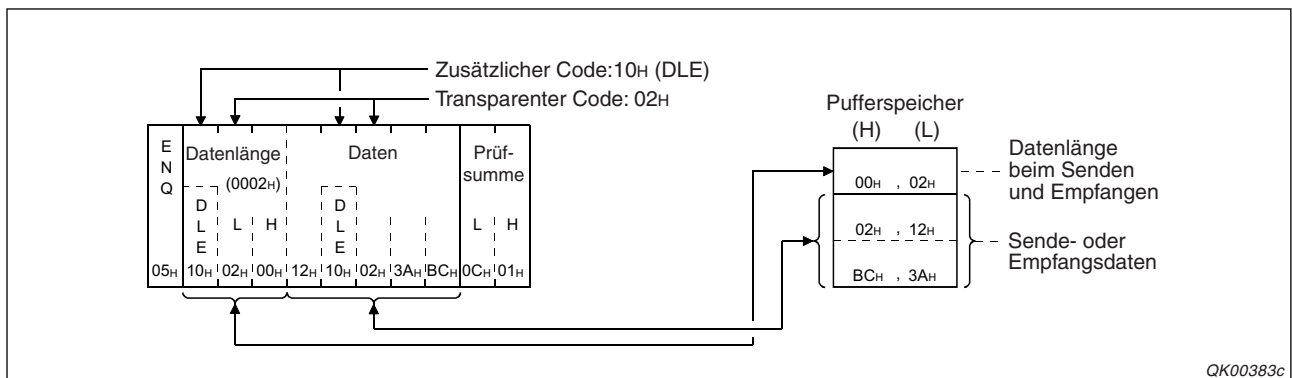 Zusätzlicher Code:10H (DLE)
Transparenter Code: 02H
Pufferspeicher
(H) (L)
E
N
Q
Datenlänge
(0002H)
Daten
Prüf-
summe
D
L
E
L H
D
L
E
L H
05H 10H 02H 00H 12H 10H 02H 3AH BCH 0CH 01H
00H , 02H
02H , 12H
BCH , 3AH
Datenlänge
beim Senden
und Empfangen
Sende- oder
Empfangsdaten
QK00383c